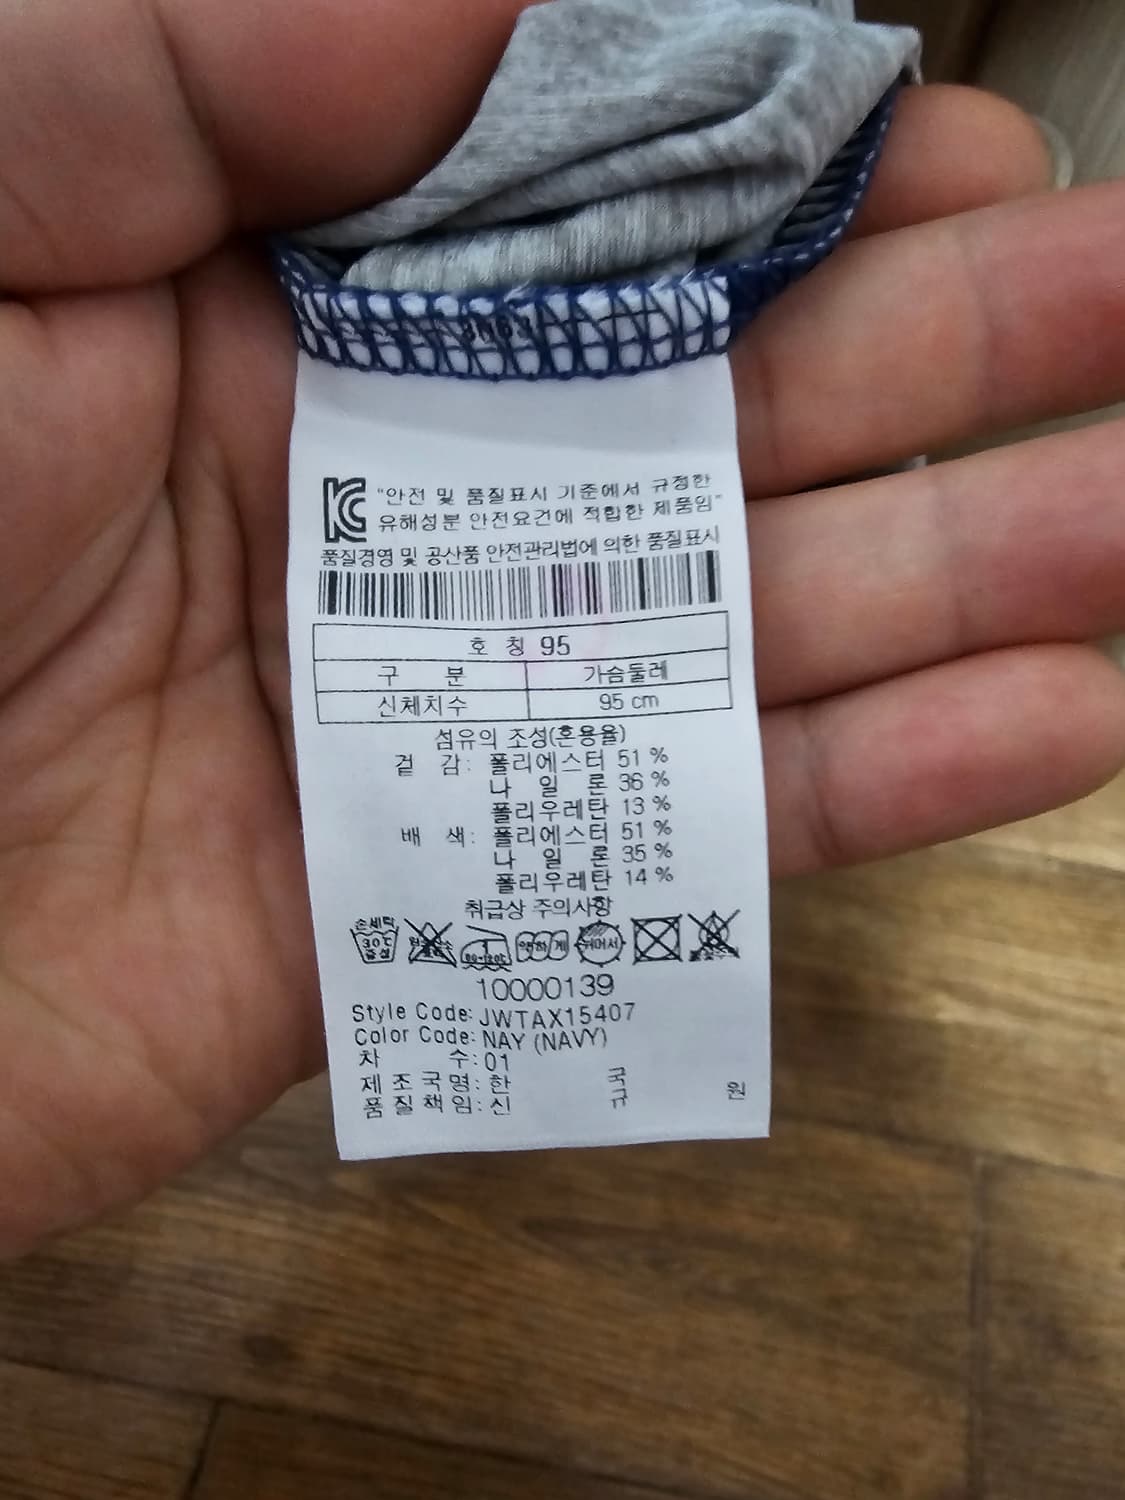 KC "안전 및 품질표시 기준에서 규정한
유해성분 안전요건에 적합한 제품임"
품질경영 및 공산품 안전관리법에 의한 품질표시
호 칭 95
구 분 가슴둘레
신체치수 95 cm
섬유의 조성(혼용율)
겉 감: 폴리에스터 51 %
나 일 론 36 %
폴리우레탄 13 %
배 색: 폴리에스터 51 %
나 일 론 35 %
폴리우레탄 14 %
취급상 주의사항
손세탁
30℃
중성
약하게
뉘어서
10000139
Style Code: JWTAX15407
Color Code: NAY (NAVY)
차 수: 01
제 조 국 명: 한 국
품 질 책 임: 신 규 원